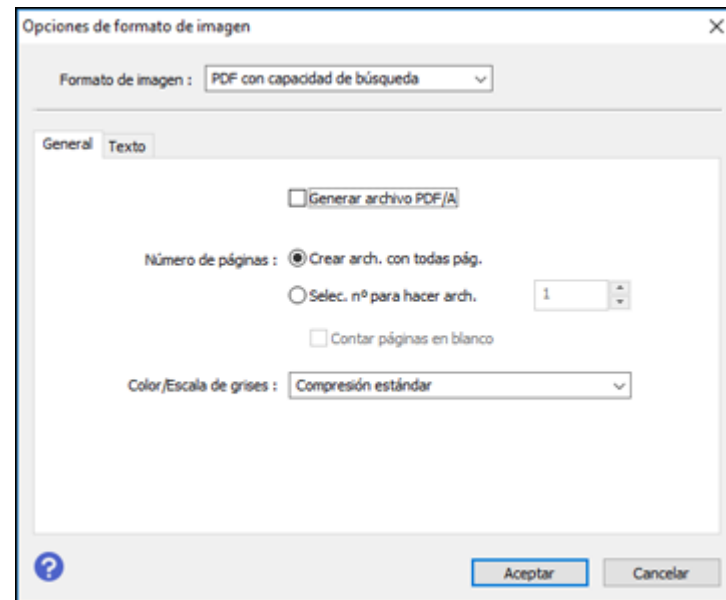 Opciones de formato de imagen
Formato de imagen : PDF con capacidad de búsqueda
General Texto
Generar archivo PDF/A
Número de páginas : Crear arch. con todas pág.
Selec. nº para hacer arch. 1
Contar páginas en blanco
Color/Escala de grises : Compresión estándar
? Aceptar Cancelar